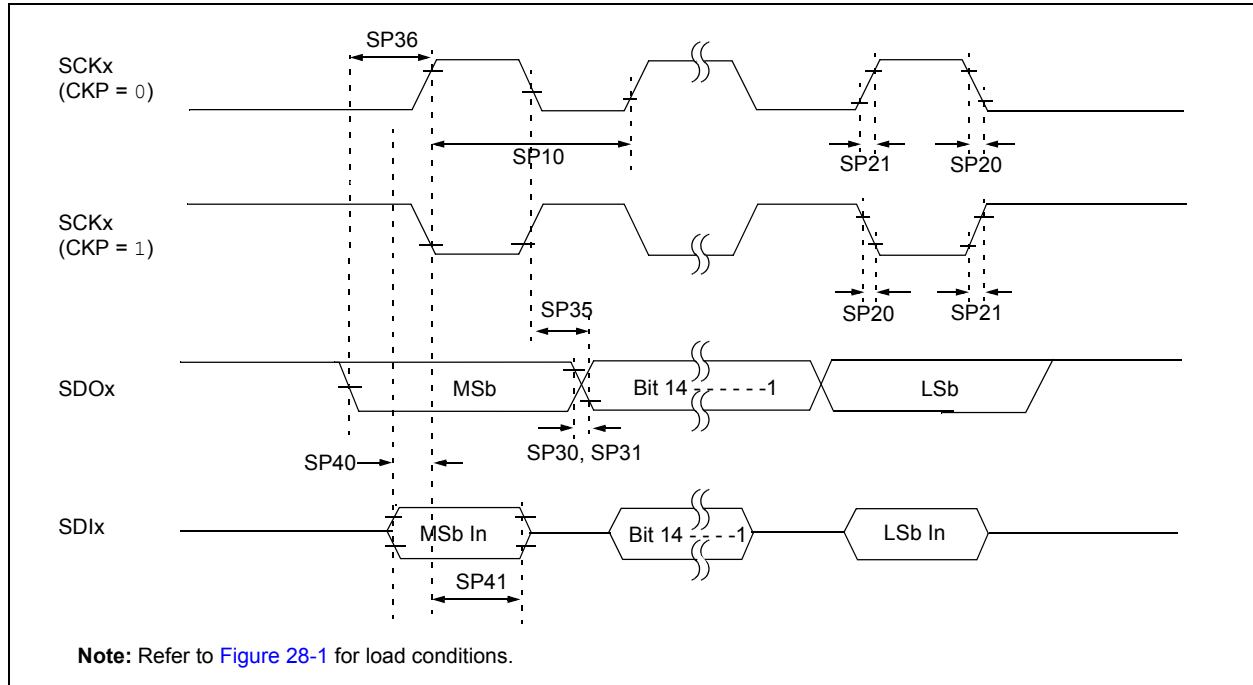 SP36
SCKx
(CKP = 0)
SP10
SP21
SP20
SCKx
(CKP = 1)
SP35
SP20
SP21
SDOx
MSb
Bit 14 - - - - - -1
LSb
SP30, SP31
SP40
SDIx
MSb In
Bit 14 - - - - -1
LSb In
SP41
Note: Refer to Figure 28-1 for load conditions.